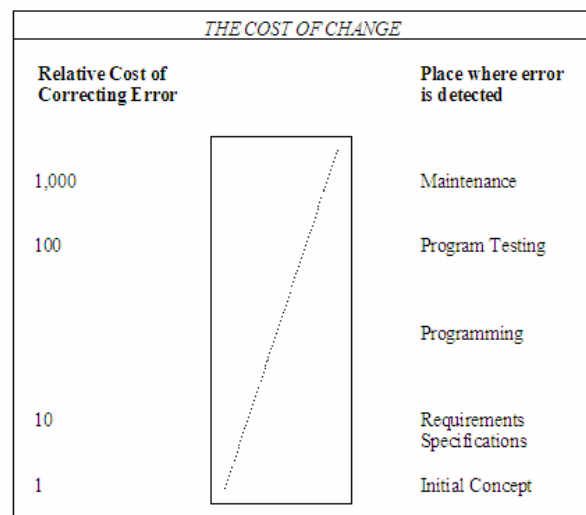 THE COST OF CHANGE
Relative Cost of
Correcting Error
Place where error
is detected
1,000
Maintenance
100
Program Testing
Programming
10
Requirements
Specifications
1
Initial Concept